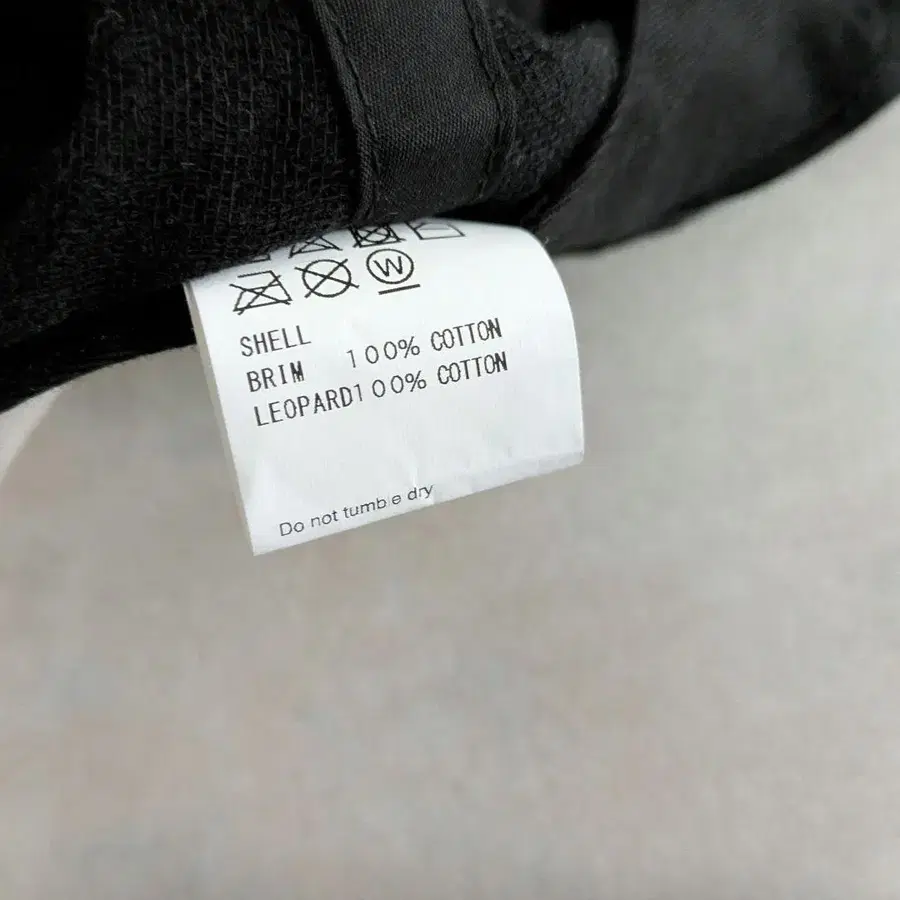 W
SHELL
BRIM 100% COTTON
LEOPARD100% COTTON
Do not tumble dry